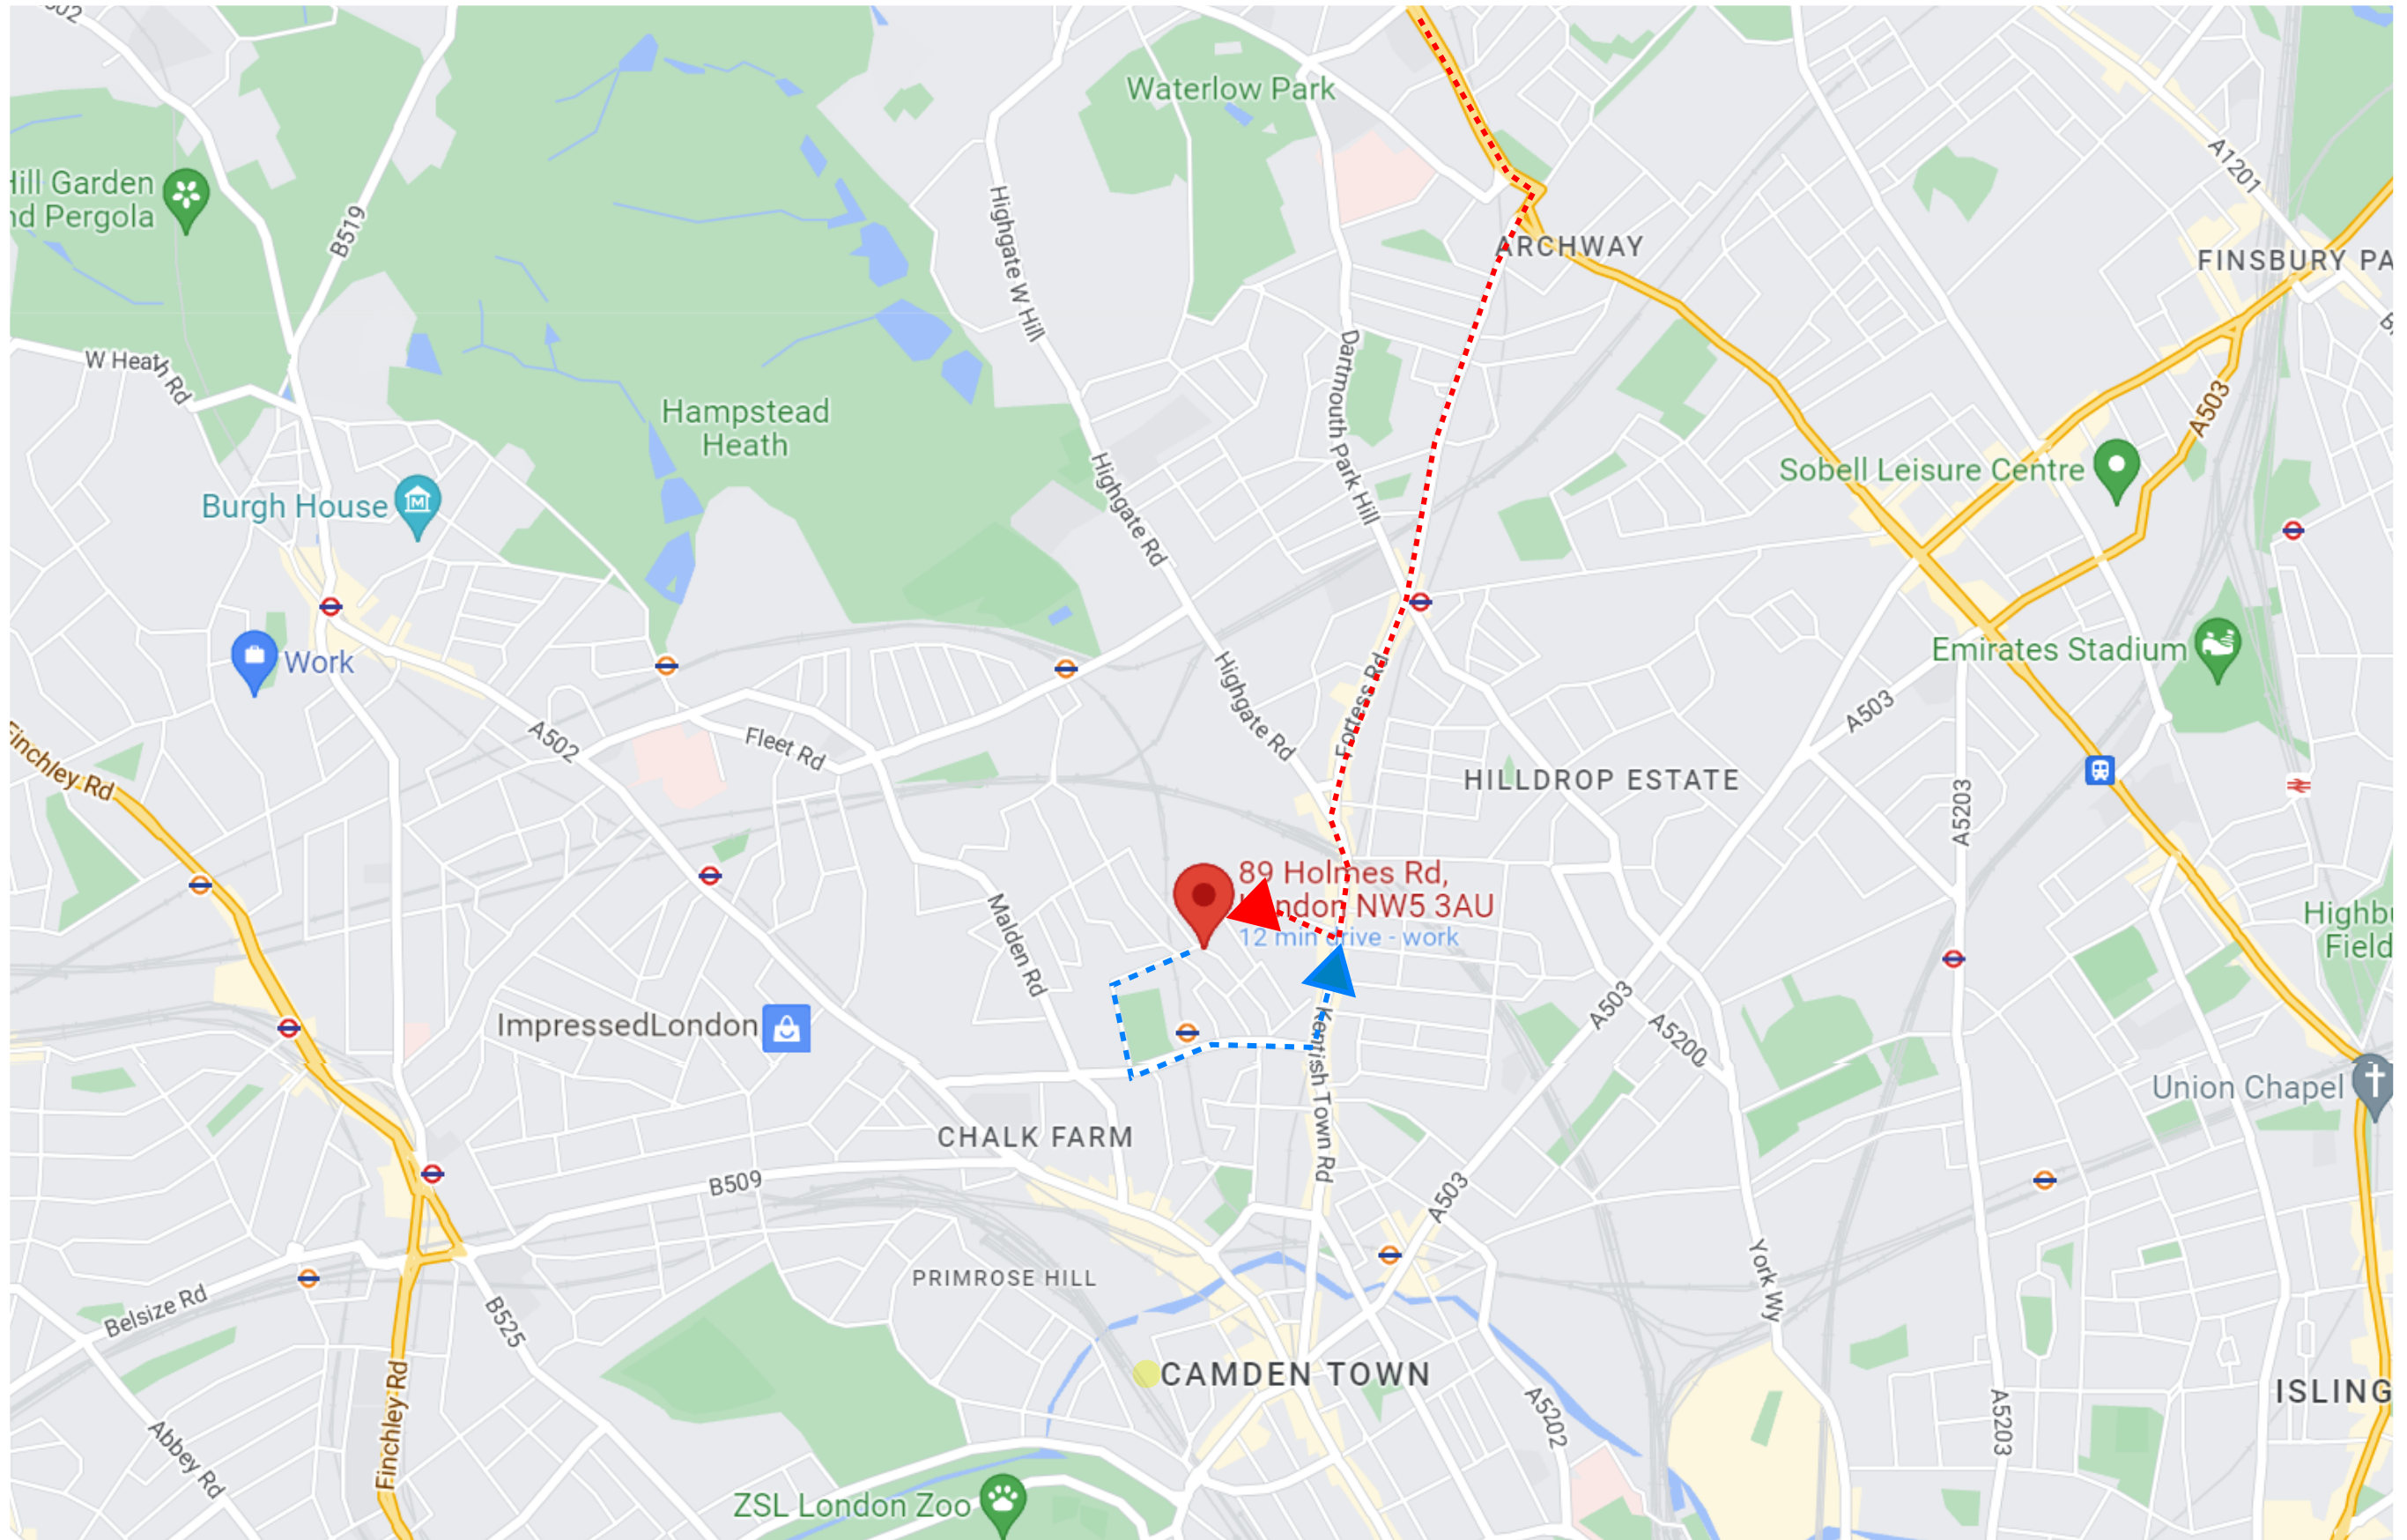 Waterlow Park
A1201
Hill Garden
nd Pergola
B519
Highgate W Hill
ARCHWAY
FINSBURY PA
W Heath Rd
Dartmouth Park Hill
Hampstead
Heath
A503
Highgate Rd
Sobell Leisure Centre
Burgh House
Work
Highgate Rd
Fortess Rd
Emirates Stadium
A503
A502
Fleet Rd
Finchley Rd
HILLDROP ESTATE
A5203
89 Holmes Rd,
London NW5 3AU
12 min drive - work
Malden Rd
Highbu
Field
A503
A5200
ImpressedLondon
Kentish Town Rd
Union Chapel
CHALK FARM
B509
A503
PRIMROSE HILL
York Wy
Belsize Rd
B525
CAMDEN TOWN
ISLING
Finchley Rd
A5202
A5203
Abbey Rd
ZSL London Zoo